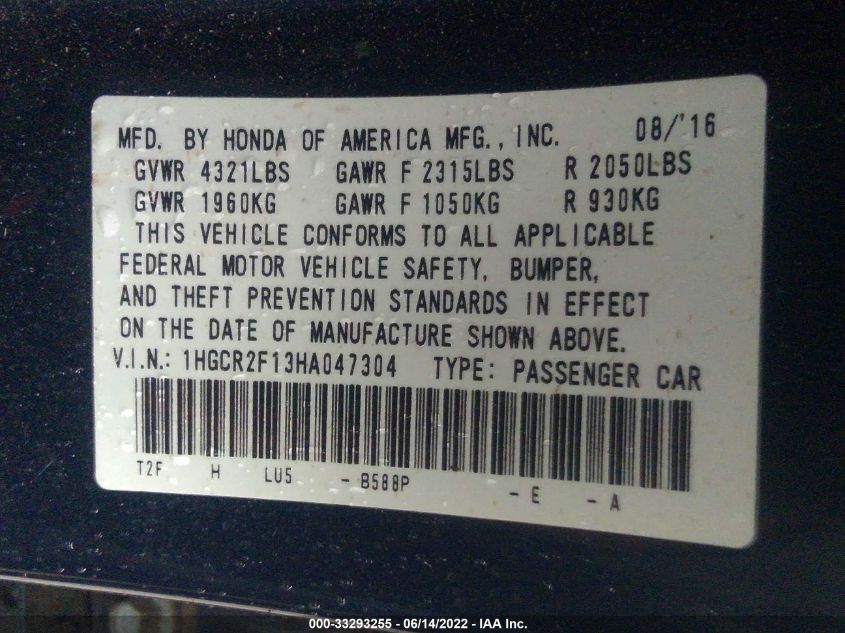 MFD. BY HONDA OF AMERICA MFG., INC. 08/'16
GVWR 4321LBS GAWR F 2315LBS R 2050LBS
GVWR 1960KG GAWR F 1050KG R 930KG
THIS VEHICLE CONFORMS TO ALL APPLICABLE
FEDERAL MOTOR VEHICLE SAFETY, BUMPER,
AND THEFT PREVENTION STANDARDS IN EFFECT
ON THE DATE OF MANUFACTURE SHOWN ABOVE.
V.I.N.: 1HGCR2F13HA047304 TYPE: PASSENGER CAR
T2F H LU5 - B588P - E - A
000-33293255 - 06/14/2022 - IAA Inc.